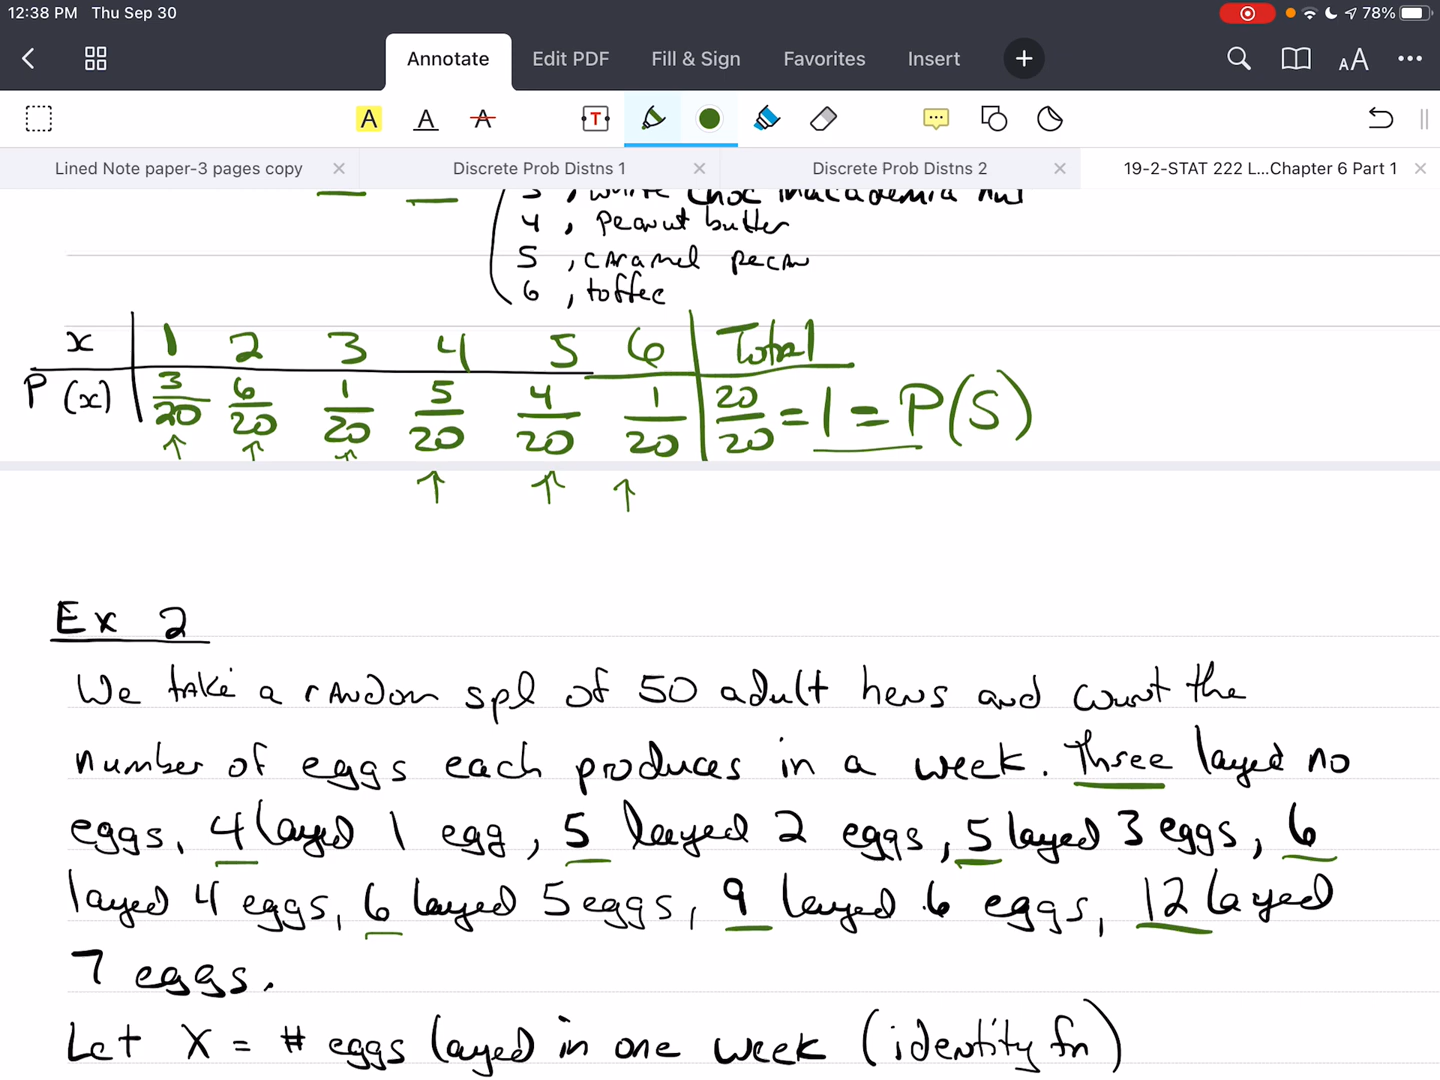 12:38 PM Thu Sep 30
78%
Annotate Edit PDF Fill & Sign Favorites Insert
Lined Note paper-3 pages copy Discrete Prob Distns 1 Discrete Prob Distns 2 19-2-STAT 222 L...Chapter 6 Part 1
3 , white choc macademia nut
4 , peanut butter
5 , caramel pecan
6 , toffee
x 1 2 3 4 5 6 Total
P(x) 3/20 6/20 1/20 5/20 4/20 1/20 20/20 = 1 = P(S)
Ex 2
We take a random spl of 50 adult hens and count the
number of eggs each produces in a week. Three layed no
eggs, 4 layed 1 egg, 5 layed 2 eggs, 5 layed 3 eggs, 6
layed 4 eggs, 6 layed 5 eggs, 9 layed 6 eggs, 12 layed
7 eggs.
Let X = # eggs layed in one week (identity fn)